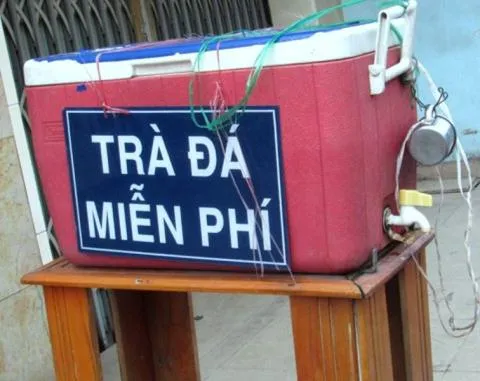 TRÀ ĐÁ
MIỄN PHÍ